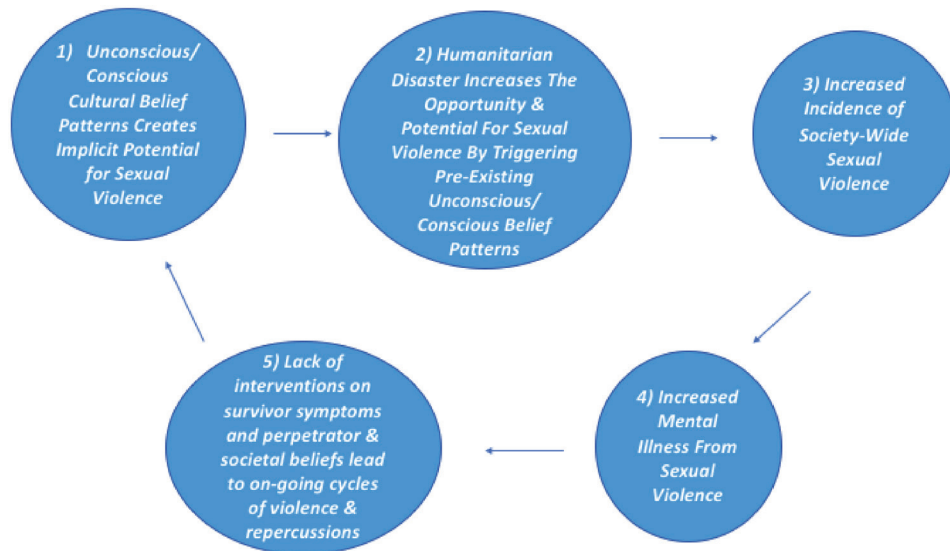 1) Unconscious/
Conscious
Cultural Belief
Patterns Creates
Implicit Potential
for Sexual
Violence
2) Humanitarian
Disaster Increases The
Opportunity &
Potential For Sexual
Violence By Triggering
Pre-Existing
Unconscious/
Conscious Belief
Patterns
3) Increased
Incidence of
Society-Wide
Sexual
Violence
4) Increased
Mental
Illness From
Sexual
Violence
5) Lack of
interventions on
survivor symptoms
and perpetrator &
societal beliefs lead
to on-going cycles
of violence &
repercussions